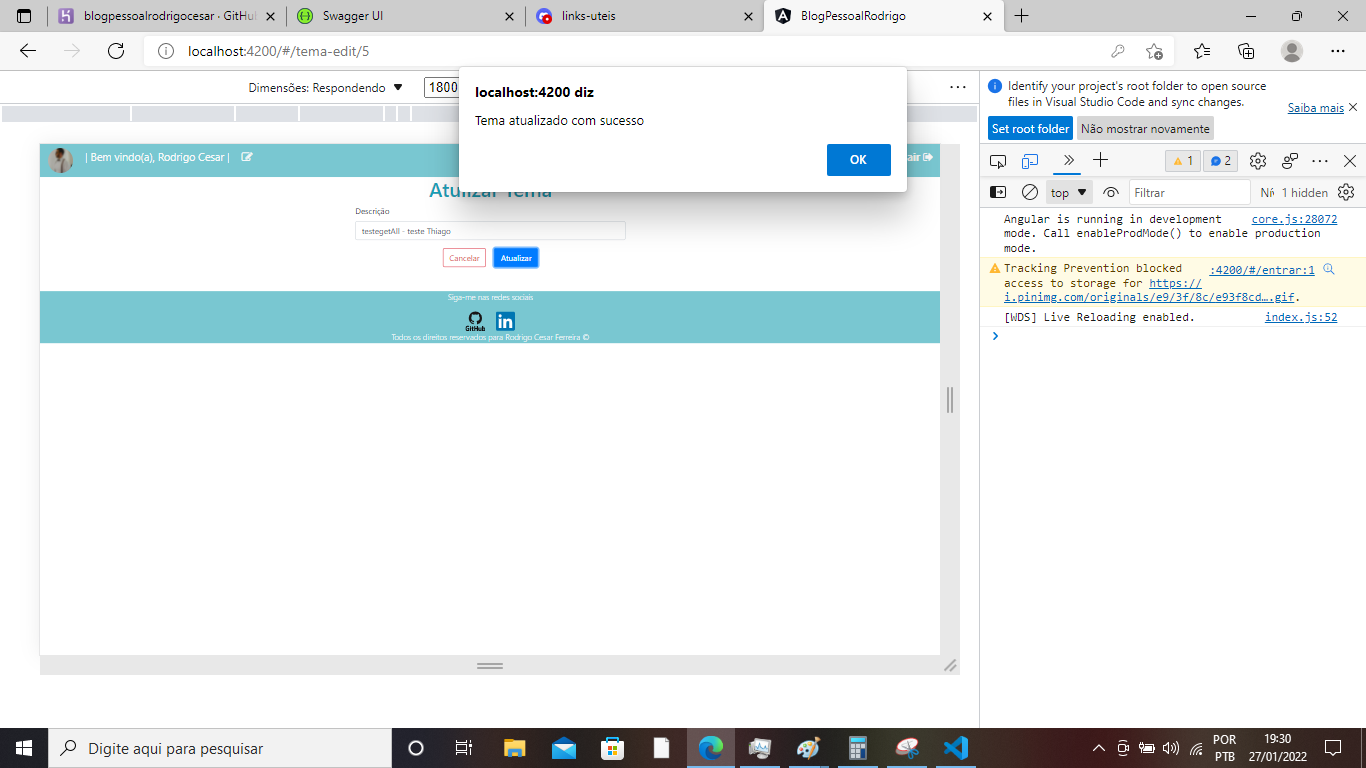 blogpessoalrodrigocesar · GitHu
Swagger UI
links-uteis
BlogPessoalRodrigo
localhost:4200/#/tema-edit/5
Dimensões: Respondendo
1800
localhost:4200 diz
Tema atualizado com sucesso
OK
| Bem vindo(a), Rodrigo Cesar |
air
Atulizar Tema
Descrição
testegetAll - teste Thiago
Cancelar
Atualizar
Siga-me nas redes sociais
GitHub
Todos os direitos reservados para Rodrigo Cesar Ferreira ©
Identify your project's root folder to open source
files in Visual Studio Code and sync changes.
Saiba mais
Set root folder
Não mostrar novamente
1
2
top
Filtrar
1 hidden
Angular is running in development core.js:28072
mode. Call enableProdMode() to enable production
mode.
Tracking Prevention blocked :4200/#/entrar:1
access to storage for https://
i.pinimg.com/originals/e9/3f/8c/e93f8cd….gif.
[WDS] Live Reloading enabled. index.js:52
Digite aqui para pesquisar
POR
PTB
19:30
27/01/2022